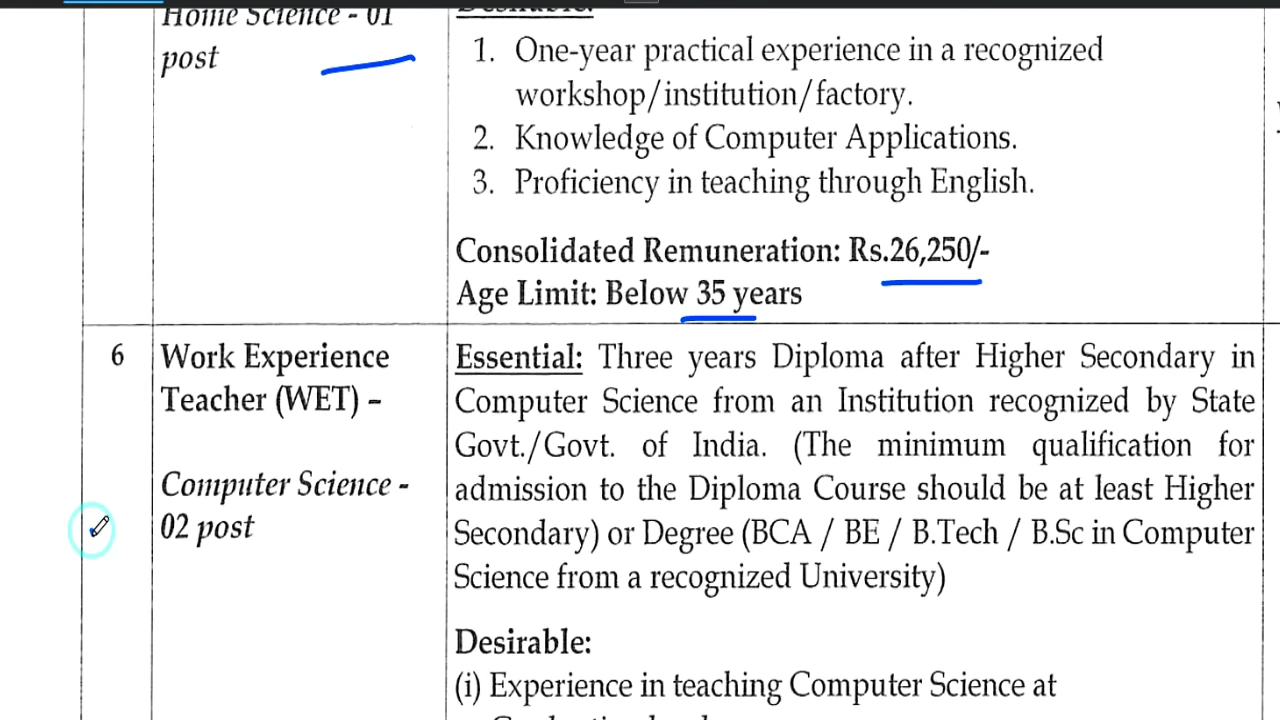 Home Science - 01
post
Desirable:
1. One-year practical experience in a recognized
workshop/institution/factory.
2. Knowledge of Computer Applications.
3. Proficiency in teaching through English.
Consolidated Remuneration: Rs.26,250/-
Age Limit: Below 35 years
6
Work Experience
Teacher (WET) –
Computer Science -
02 post
Essential: Three years Diploma after Higher Secondary in
Computer Science from an Institution recognized by State
Govt./Govt. of India. (The minimum qualification for
admission to the Diploma Course should be at least Higher
Secondary) or Degree (BCA / BE / B.Tech / B.Sc in Computer
Science from a recognized University)
Desirable:
(i) Experience in teaching Computer Science at